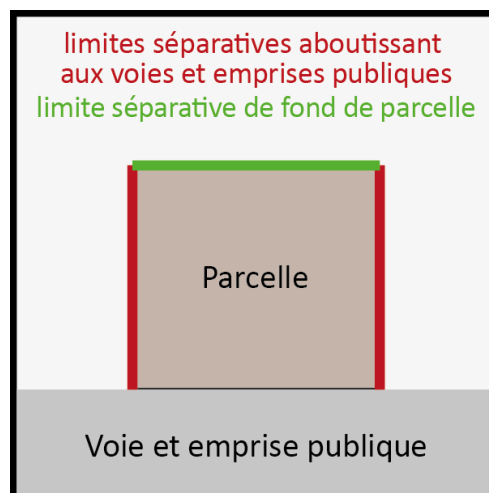 limites séparatives aboutissant
aux voies et emprises publiques
limite séparative de fond de parcelle
Parcelle
Voie et emprise publique